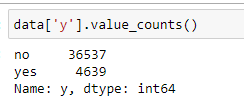 data['y'].value_counts()
no     36537
yes     4639
Name: y, dtype: int64